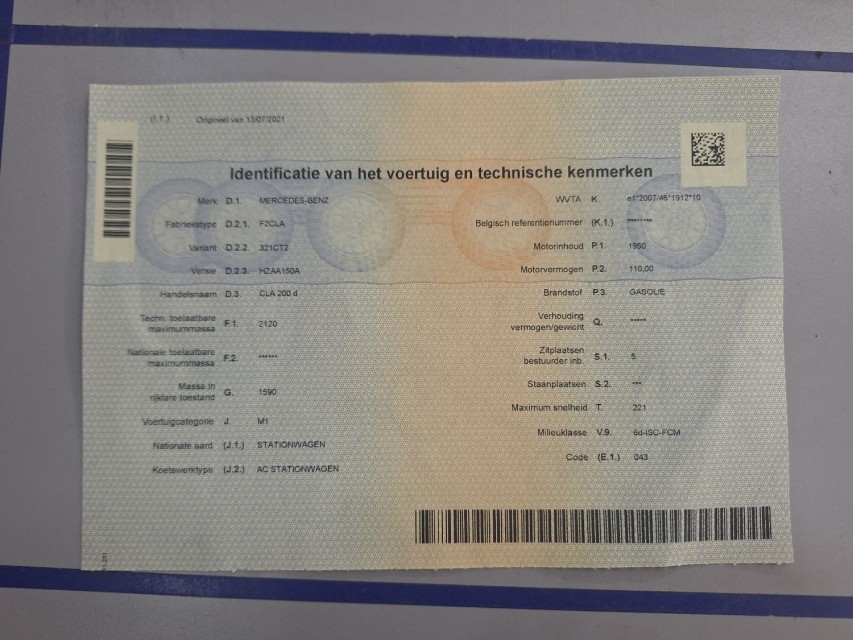 (I.1.) Origineel van 13/07/2021
Identificatie van het voertuig en technische kenmerken
Merk D.1. MERCEDES-BENZ
Fabriekstype D.2.1. F2CLA
Variant D.2.2. 321CT2
Versie D.2.3. HZAA150A
Handelsnaam D.3. CLA 200 d
Techn. toelaatbare
maximummassa F.1. 2120
Nationale toelaatbare
maximummassa F.2. ******
Massa in
rijklare toestand G. 1590
Voertuigcategorie J. M1
Nationale aard (J.1.) STATIONWAGEN
Koetswerktype (J.2.) AC STATIONWAGEN
WVTA K. e1*2007/46*1912*10
Belgisch referentienummer (K.1.) ********
Motorinhoud P.1. 1950
Motorvermogen P.2. 110,00
Brandstof P.3. GASOLIE
Verhouding
vermogen/gewicht Q. *****
Zitplaatsen
bestuurder inb. S.1. 5
Staanplaatsen S.2. ***
Maximum snelheid T. 221
Milieuklasse V.9. 6d-ISC-FCM
Code (E.1.) 043